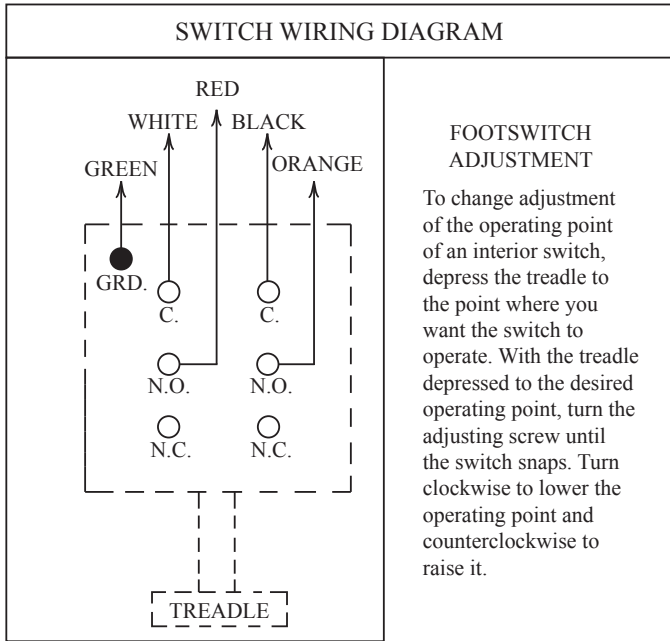 SWITCH WIRING DIAGRAM
RED
WHITE
BLACK
GREEN
ORANGE
GRD.
C.
C.
N.O.
N.O.
N.C.
N.C.
TREADLE
FOOTSWITCH
ADJUSTMENT
To change adjustment
of the operating point
of an interior switch,
depress the treadle to
the point where you
want the switch to
operate. With the treadle
depressed to the desired
operating point, turn the
adjusting screw until
the switch snaps. Turn
clockwise to lower the
operating point and
counterclockwise to
raise it.